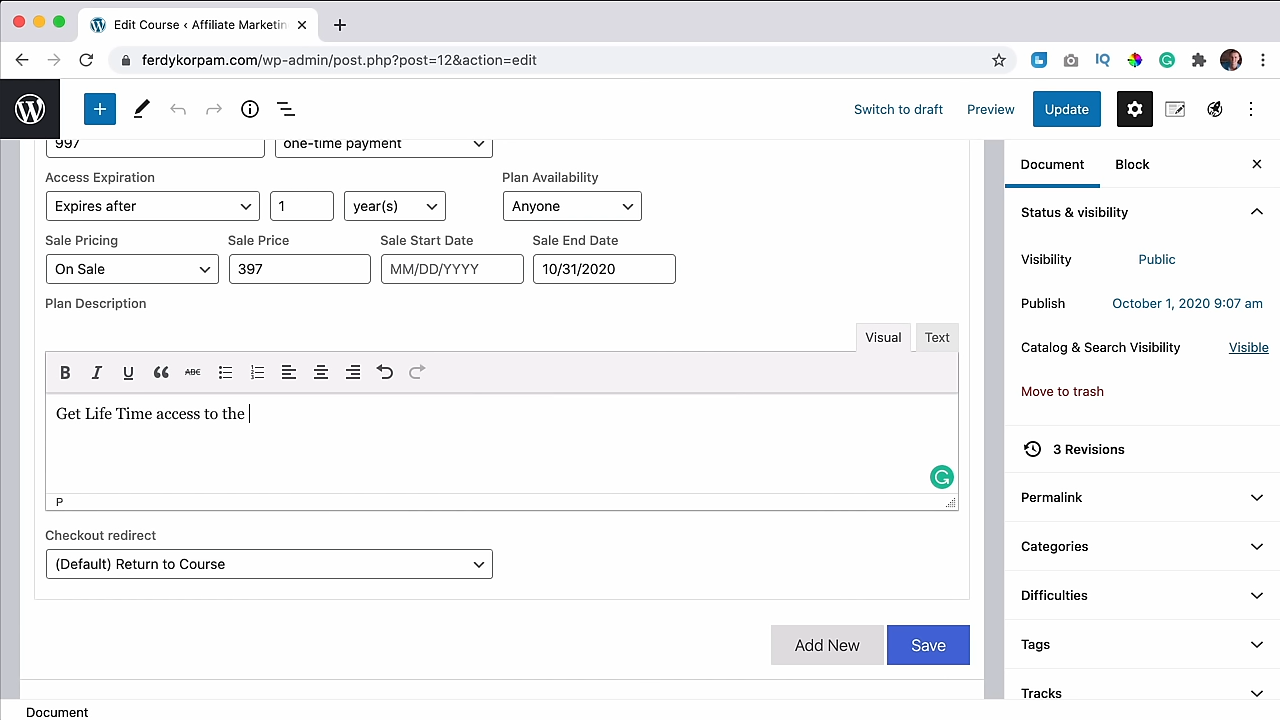 Edit Course ‹ Affiliate Marketin
ferdykorpam.com/wp-admin/post.php?post=12&action=edit
Switch to draft
Preview
Update
997
one-time payment
Document
Block
Access Expiration
Plan Availability
Expires after
1
year(s)
Anyone
Status & visibility
Sale Pricing
Sale Price
Sale Start Date
Sale End Date
On Sale
397
MM/DD/YYYY
10/31/2020
Visibility
Public
Plan Description
Publish
October 1, 2020 9:07 am
Visual
Text
Catalog & Search Visibility
Visible
B I U ABC
Move to trash
Get Life Time access to the
3 Revisions
P
Permalink
Checkout redirect
(Default) Return to Course
Categories
Difficulties
Add New
Save
Tags
Tracks
Document